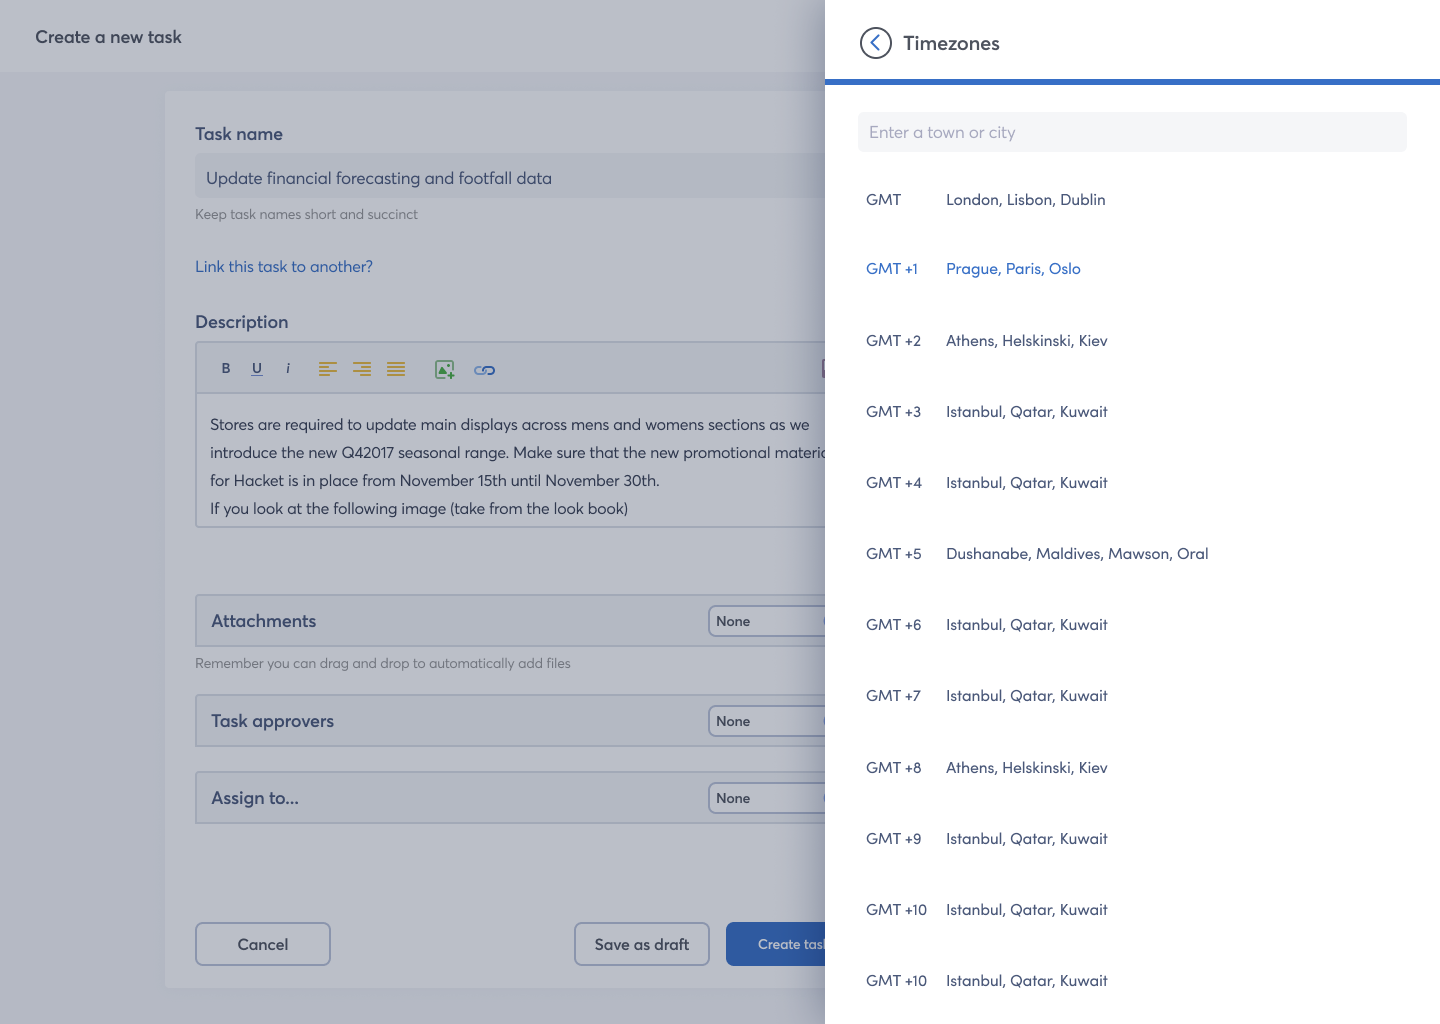 Create a new task
Task name
Update financial forecasting and footfall data
Keep task names short and succinct
Link this task to another?
Description
B U i
Stores are required to update main displays across mens and womens sections as we
introduce the new Q42017 seasonal range. Make sure that the new promotional
for Hacket is in place from November 15th until November 30th.
If you look at the following image (take from the look book)
Attachments
None
Remember you can drag and drop to automatically add files
Task approvers
None
Assign to...
None
Cancel
Save as draft
Create
Timezones
Enter a town or city
GMT London, Lisbon, Dublin
GMT +1 Prague, Paris, Oslo
GMT +2 Athens, Helskinski, Kiev
GMT +3 Istanbul, Qatar, Kuwait
GMT +4 Istanbul, Qatar, Kuwait
GMT +5 Dushanabe, Maldives, Mawson, Oral
GMT +6 Istanbul, Qatar, Kuwait
GMT +7 Istanbul, Qatar, Kuwait
GMT +8 Athens, Helskinski, Kiev
GMT +9 Istanbul, Qatar, Kuwait
GMT +10 Istanbul, Qatar, Kuwait
GMT +10 Istanbul, Qatar, Kuwait